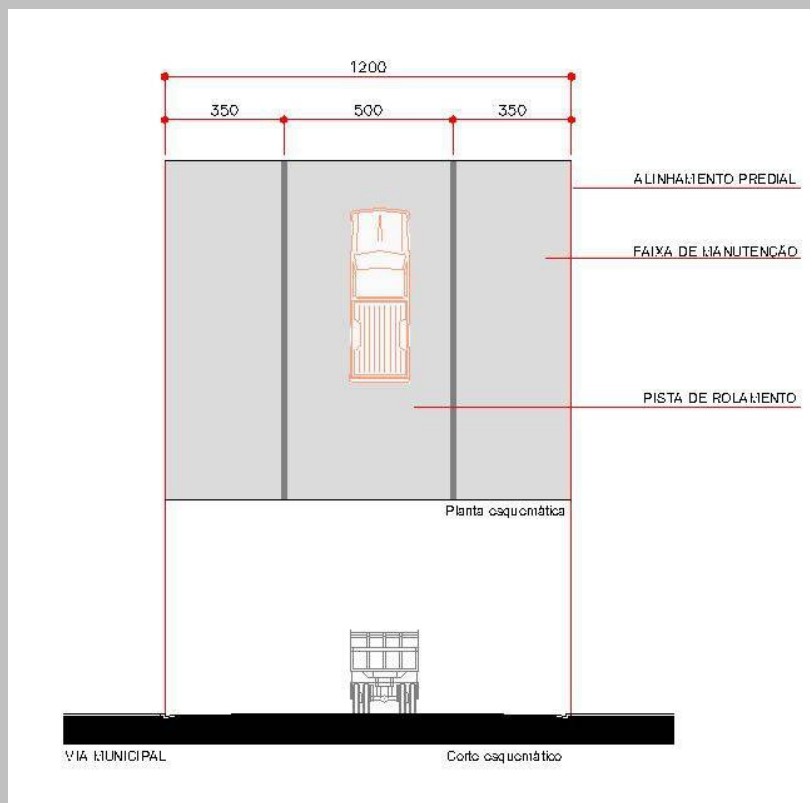 1200
350 500 350
ALINHAMENTO PREDIAL
FAIXA DE MANUTENÇÃO
PISTA DE ROLAMENTO
Planta esquemática
VIA MUNICIPAL
Corte esquemático